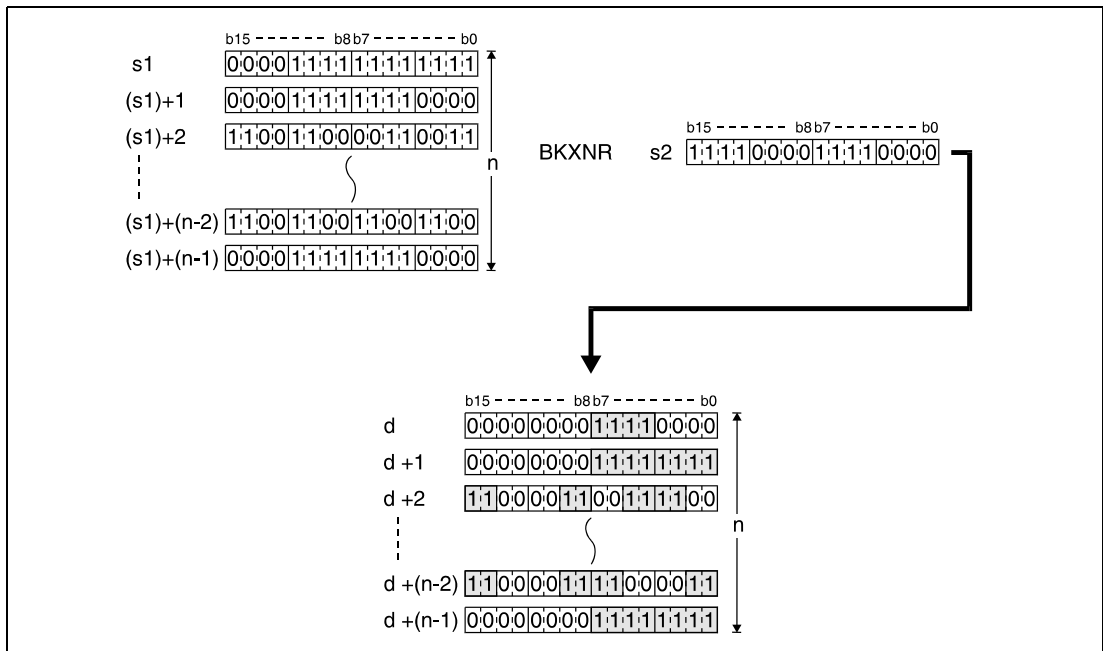 b15 b8 b7 b0
s1 0000111111111111
(s1)+1 0000111111110000
(s1)+2 1100110000110011
(s1)+(n-2) 1100110011001100
(s1)+(n-1) 0000111111110000
n
BKXNR
b15 b8 b7 b0
s2 1111000011110000
b15 b8 b7 b0
d 0000000011110000
d +1 0000000011111111
d +2 1100001100111100
d +(n-2) 1100001111000011
d +(n-1) 0000000011111111
n